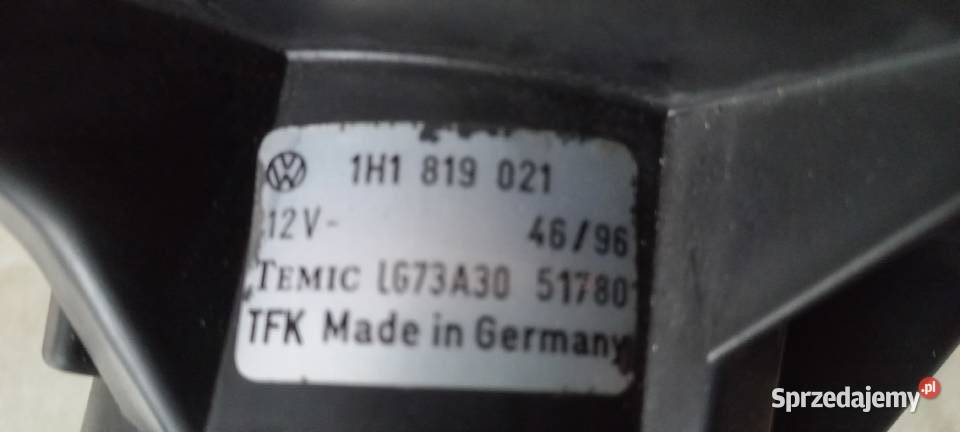 1H1 819 021
12V- 46/96
TEMIC LG73A30 51780
TFK Made in Germany
Sprzedajemy.pl